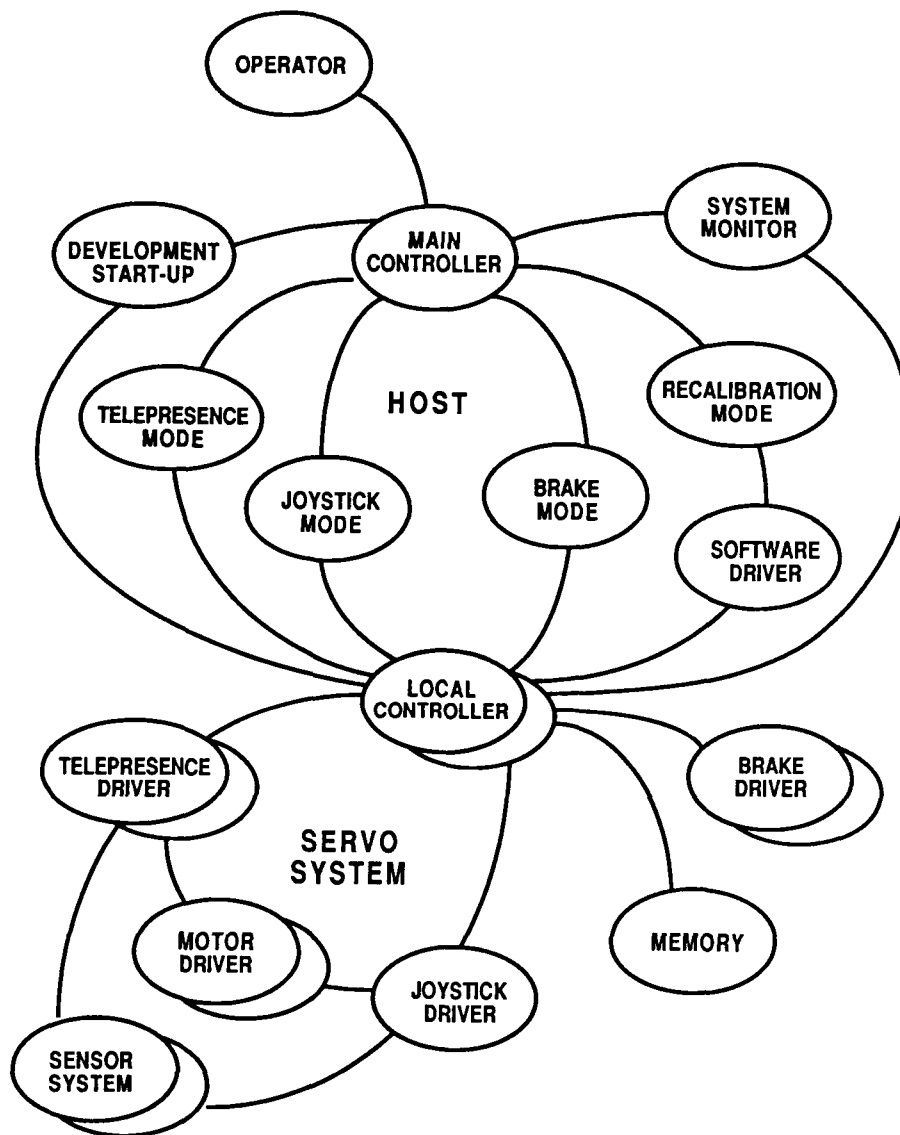 OPERATOR
SYSTEM
MONITOR
MAIN
CONTROLLER
DEVELOPMENT
START-UP
HOST
RECALIBRATION
MODE
TELEPRESENCE
MODE
JOYSTICK
MODE
BRAKE
MODE
SOFTWARE
DRIVER
LOCAL
CONTROLLER
TELEPRESENCE
DRIVER
BRAKE
DRIVER
SERVO
SYSTEM
MOTOR
DRIVER
MEMORY
JOYSTICK
DRIVER
SENSOR
SYSTEM